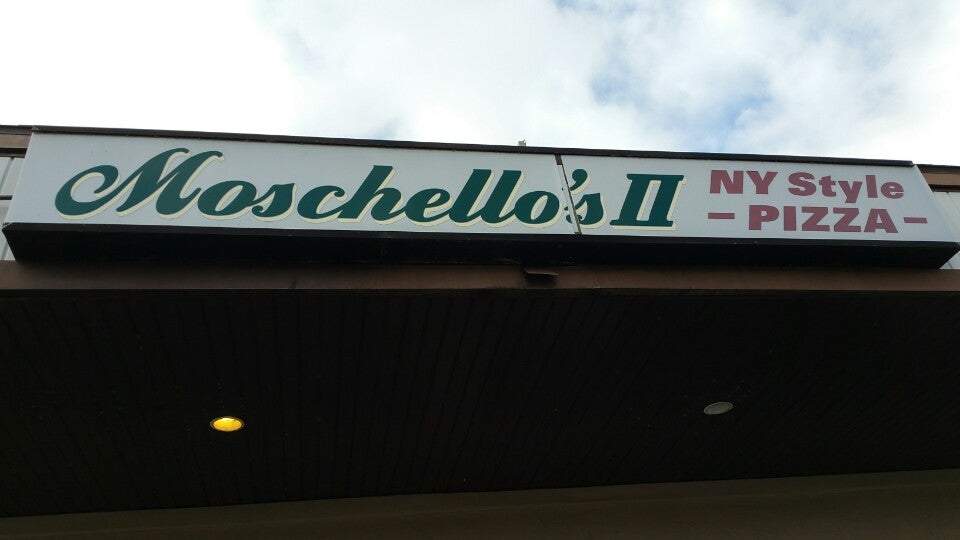 Moschello's II
NY Style
- PIZZA -